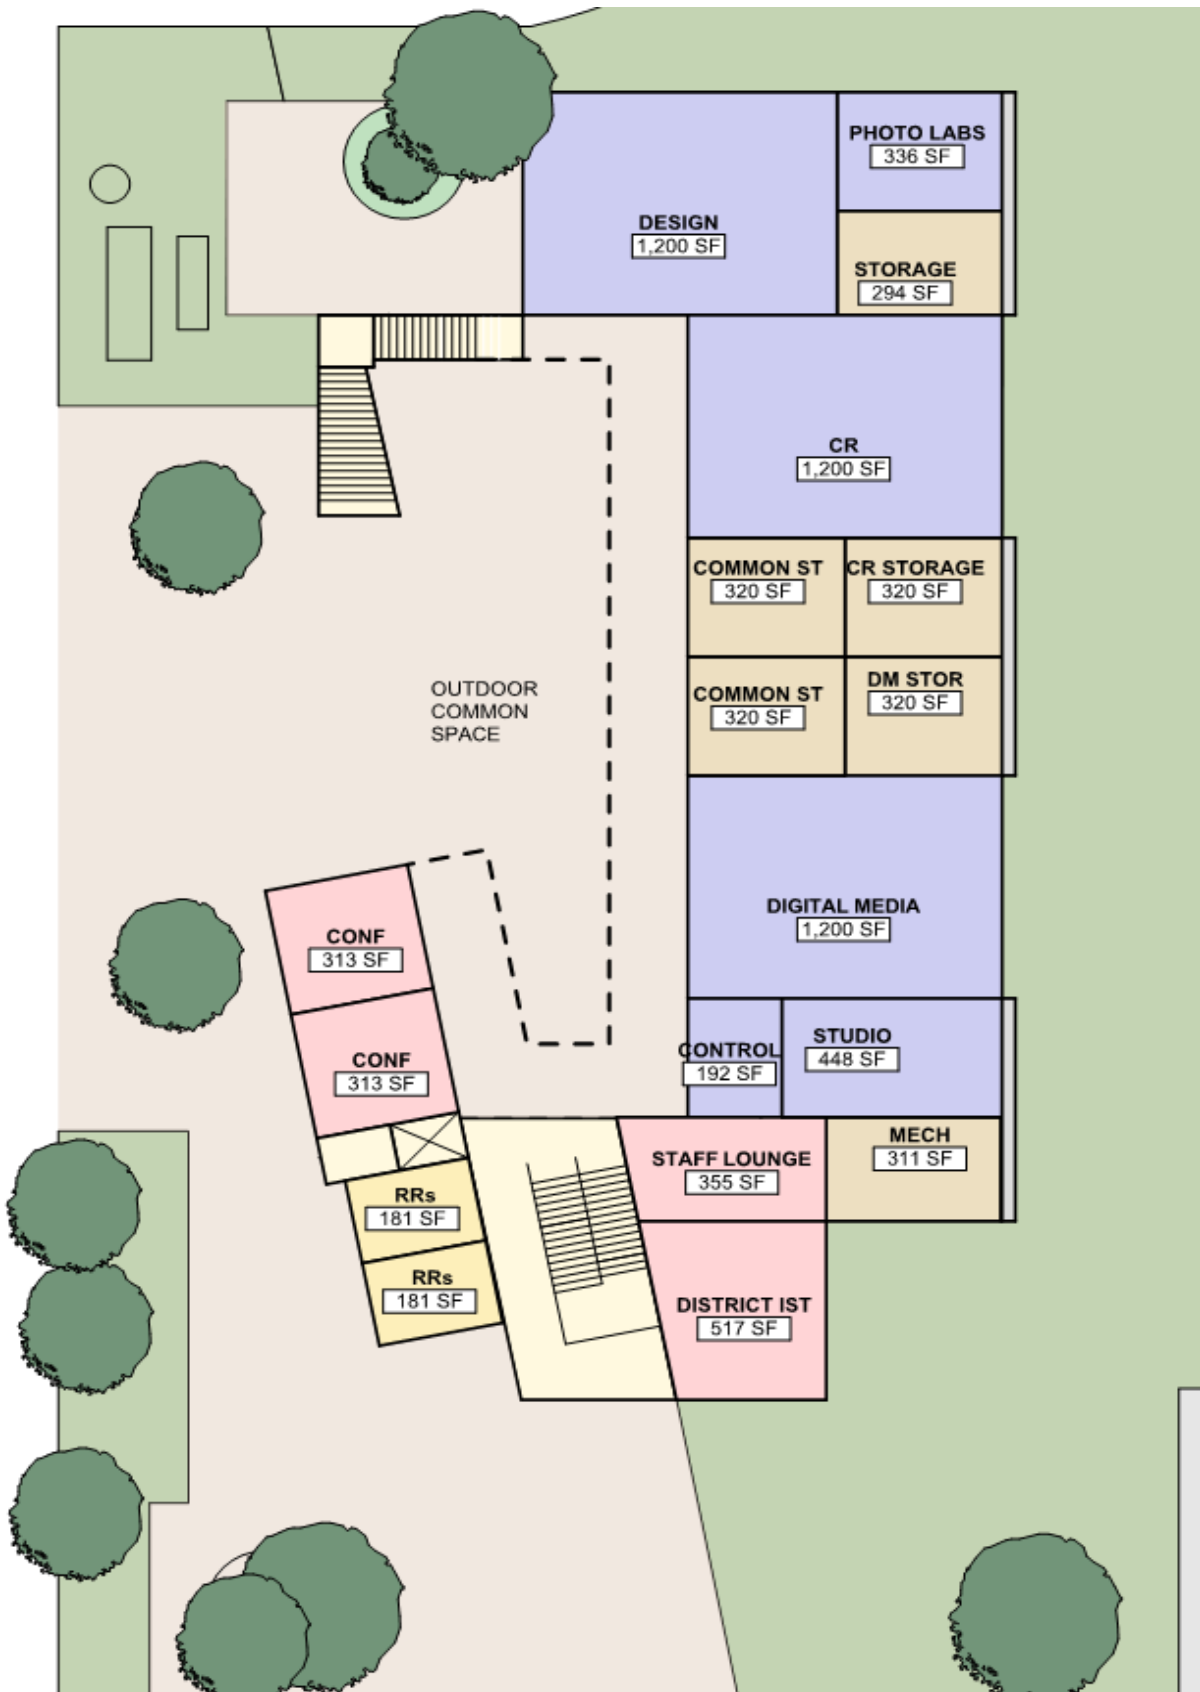 PHOTO LABS
336 SF
DESIGN
1,200 SF
STORAGE
294 SF
CR
1,200 SF
COMMON ST
320 SF
CR STORAGE
320 SF
COMMON ST
320 SF
DM STOR
320 SF
OUTDOOR
COMMON
SPACE
DIGITAL MEDIA
1,200 SF
CONF
313 SF
CONF
313 SF
CONTROL
192 SF
STUDIO
448 SF
STAFF LOUNGE
355 SF
MECH
311 SF
RRs
181 SF
RRs
181 SF
DISTRICT IST
517 SF